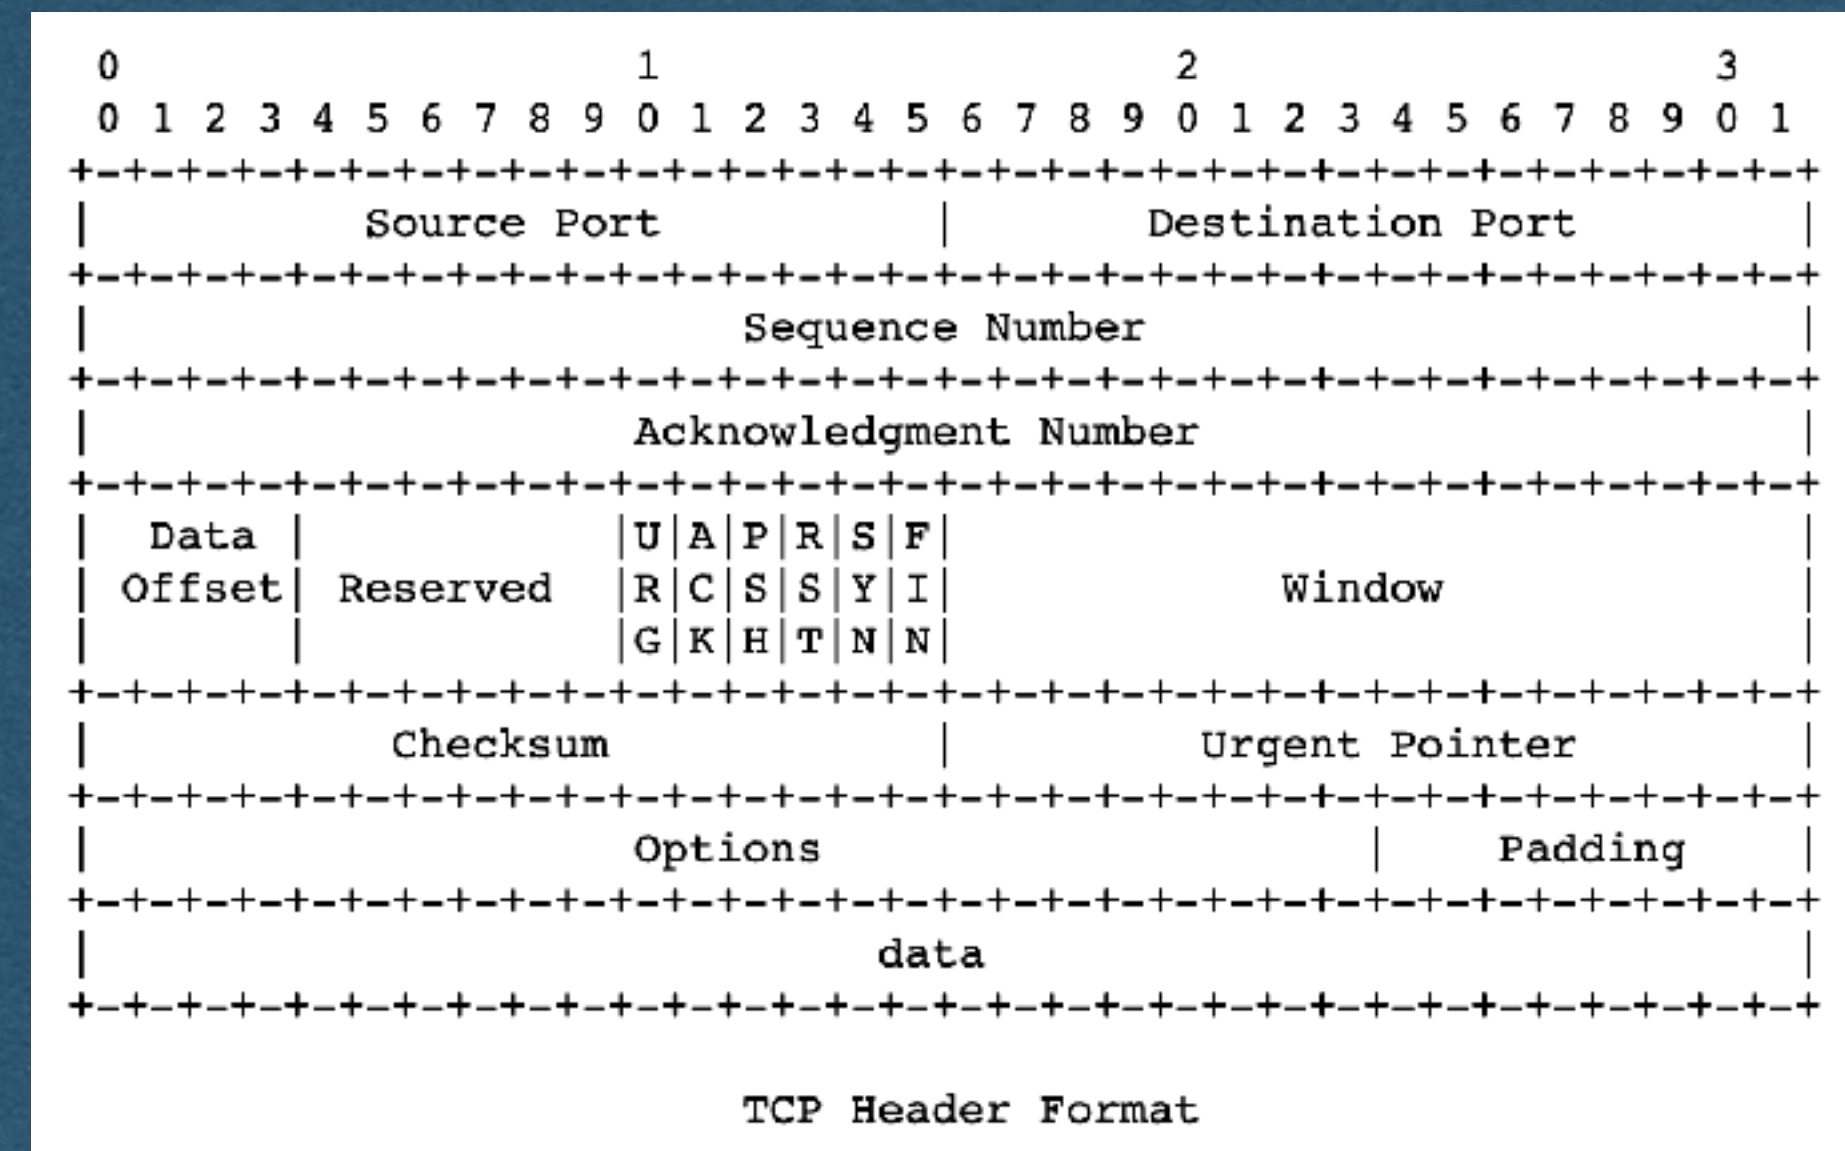 0                   1                   2                   3
 0 1 2 3 4 5 6 7 8 9 0 1 2 3 4 5 6 7 8 9 0 1 2 3 4 5 6 7 8 9 0 1
+-+-+-+-+-+-+-+-+-+-+-+-+-+-+-+-+-+-+-+-+-+-+-+-+-+-+-+-+-+-+-+-+
|          Source Port          |       Destination Port        |
+-+-+-+-+-+-+-+-+-+-+-+-+-+-+-+-+-+-+-+-+-+-+-+-+-+-+-+-+-+-+-+-+
|                        Sequence Number                        |
+-+-+-+-+-+-+-+-+-+-+-+-+-+-+-+-+-+-+-+-+-+-+-+-+-+-+-+-+-+-+-+-+
|                    Acknowledgment Number                      |
+-+-+-+-+-+-+-+-+-+-+-+-+-+-+-+-+-+-+-+-+-+-+-+-+-+-+-+-+-+-+-+-+
|  Data |           |U|A|P|R|S|F|                               |
| Offset| Reserved  |R|C|S|S|Y|I|            Window             |
|       |           |G|K|H|T|N|N|                               |
+-+-+-+-+-+-+-+-+-+-+-+-+-+-+-+-+-+-+-+-+-+-+-+-+-+-+-+-+-+-+-+-+
|           Checksum            |         Urgent Pointer        |
+-+-+-+-+-+-+-+-+-+-+-+-+-+-+-+-+-+-+-+-+-+-+-+-+-+-+-+-+-+-+-+-+
|                    Options                    |    Padding    |
+-+-+-+-+-+-+-+-+-+-+-+-+-+-+-+-+-+-+-+-+-+-+-+-+-+-+-+-+-+-+-+-+
|                             data                              |
+-+-+-+-+-+-+-+-+-+-+-+-+-+-+-+-+-+-+-+-+-+-+-+-+-+-+-+-+-+-+-+-+
TCP Header Format